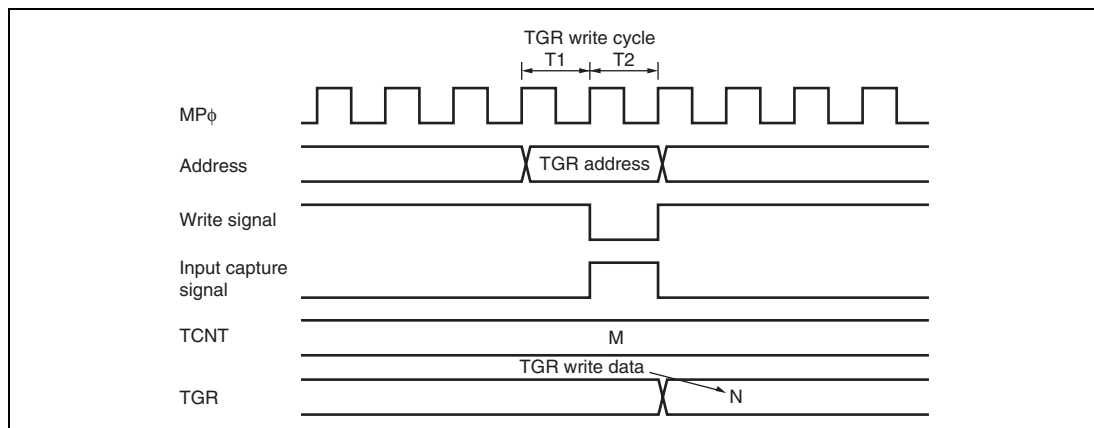 TGR write cycle
T1 T2
MPϕ
Address TGR address
Write signal
Input capture
signal
TCNT M
TGR write data
TGR N